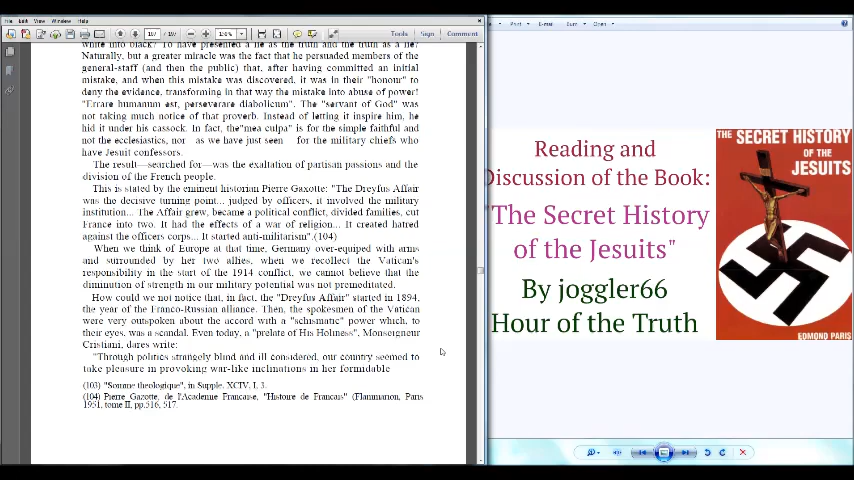 File Edit View Window Help
Tools Sign Comment
Print E-mail Burn Open
white into black? To have presented a lie as the truth and the truth as a lie?
Naturally, but a greater miracle was the fact that he persuaded members of the
general-staff (and then the public) that, after having committed an initial
mistake, and when this mistake was discovered, it was in their "honour" to
deny the evidence, transforming in that way the mistake into abuse of power!
"Errare humanum est, perseverare diabolicum". The "servant of God" was
not taking much notice of that proverb. Instead of letting it inspire him, he
hid it under his cassock. In fact, the"mea culpa" is for the simple faithful and
not the ecclesiastics, nor as we have just seen for the military chiefs who
have Jesuit confessors.
The result—searched for—was the exaltation of partisan passions and the
division of the French people.
This is stated by the eminent historian Pierre Gaxotte: "The Dreyfus Affair
was the decisive turning point... judged by officers, it involved the military
institution... The Affair grew, became a political conflict, divided families, cut
France into two. It had the effects of a war of religion... It created hatred
against the officers corps... It started anti-militarism".(104)
When we think of Europe at that time, Germany over-equipped with arms
and surrounded by her two allies, when we recollect the Vatican's
responsibility in the start of the 1914 conflict, we cannot believe that the
diminution of strength in our military potential was not premeditated.
How could we not notice that, in fact, the "Dreyfus Affair" started in 1894,
the year of the Franco-Russian alliance. Then, the spokesmen of the Vatican
were very outspoken about the accord with a "schismatic" power which, to
their eyes, was a scandal. Even today, a "prelate of His Holiness", Monseigneur
Cristiani, dares write:
"Through politics strangely blind and ill considered, our country seemed to
take pleasure in provoking war-like inclinations in her formidable
(103) "Somme theologique", in Supple. XCIV, I. 3.
(104) Pierre Gaxotte, de l'Academie Francaise, "Histoire de Francais" (Flammarion, Paris
1951, tome II, pp.516, 517.
Reading and
Discussion of the Book:
"The Secret History
of the Jesuits"
By joggler66
Hour of the Truth
THE SECRET HISTORY
OF THE
JESUITS
EDMOND PARIS